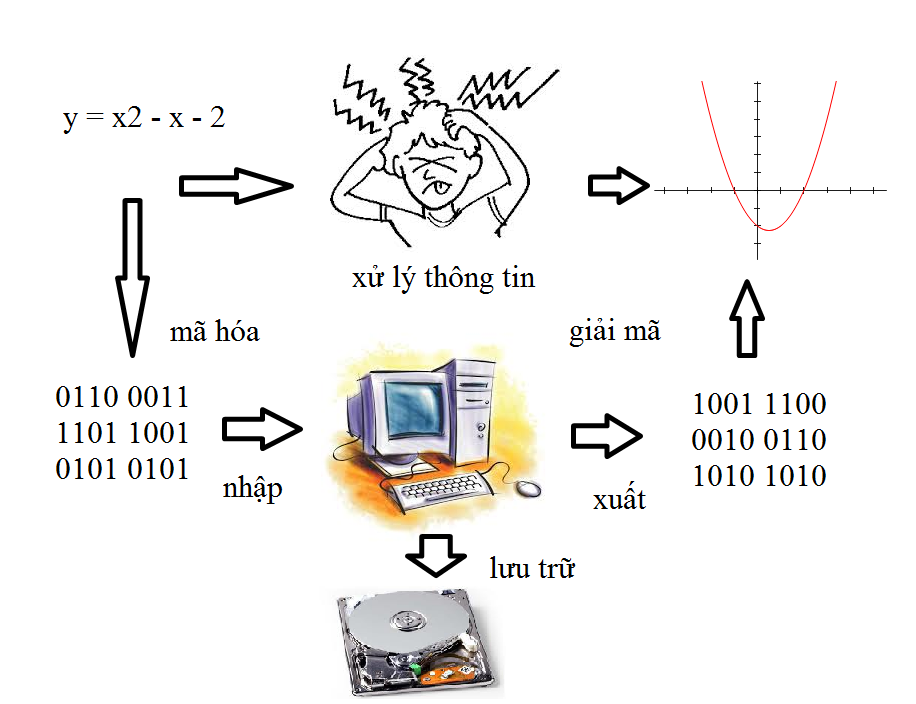 y = x2 - x - 2
xử lý thông tin
mã hóa
giải mã
0110 0011
1101 1001
0101 0101
nhập
xuất
1001 1100
0010 0110
1010 1010
lưu trữ